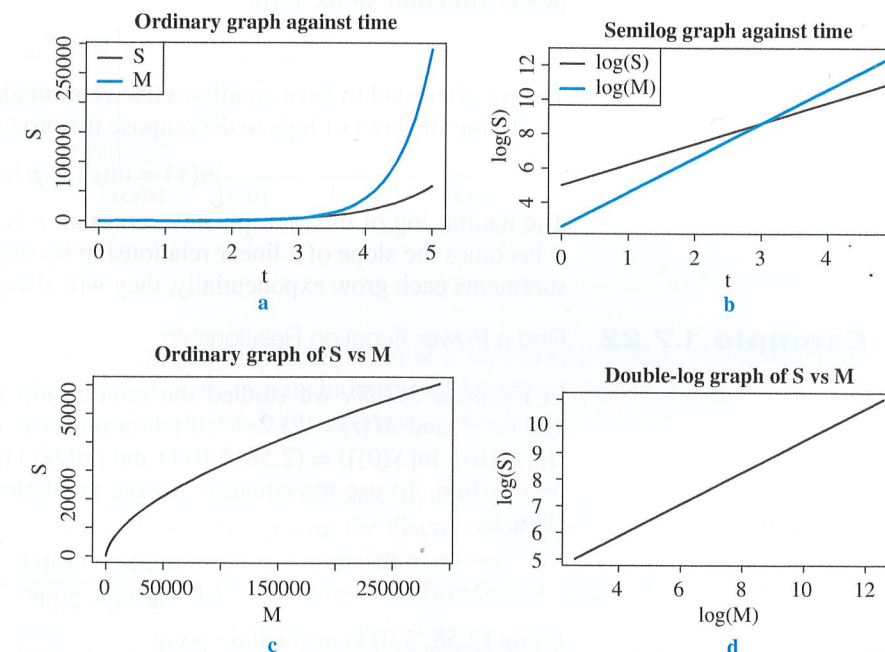 Ordinary graph against time
S
M
S
0
100000
250000
0 1 2 3 4 5
t
a
Semilog graph against time
log(S)
log(M)
log(S)
4
6
8
10
12
0 1 2 3 4
t
b
Ordinary graph of S vs M
S
0
20000
50000
0 50000 150000 250000
M
c
Double-log graph of S vs M
log(S)
5
6
7
8
9
10
4 6 8 10 12
log(M)
d